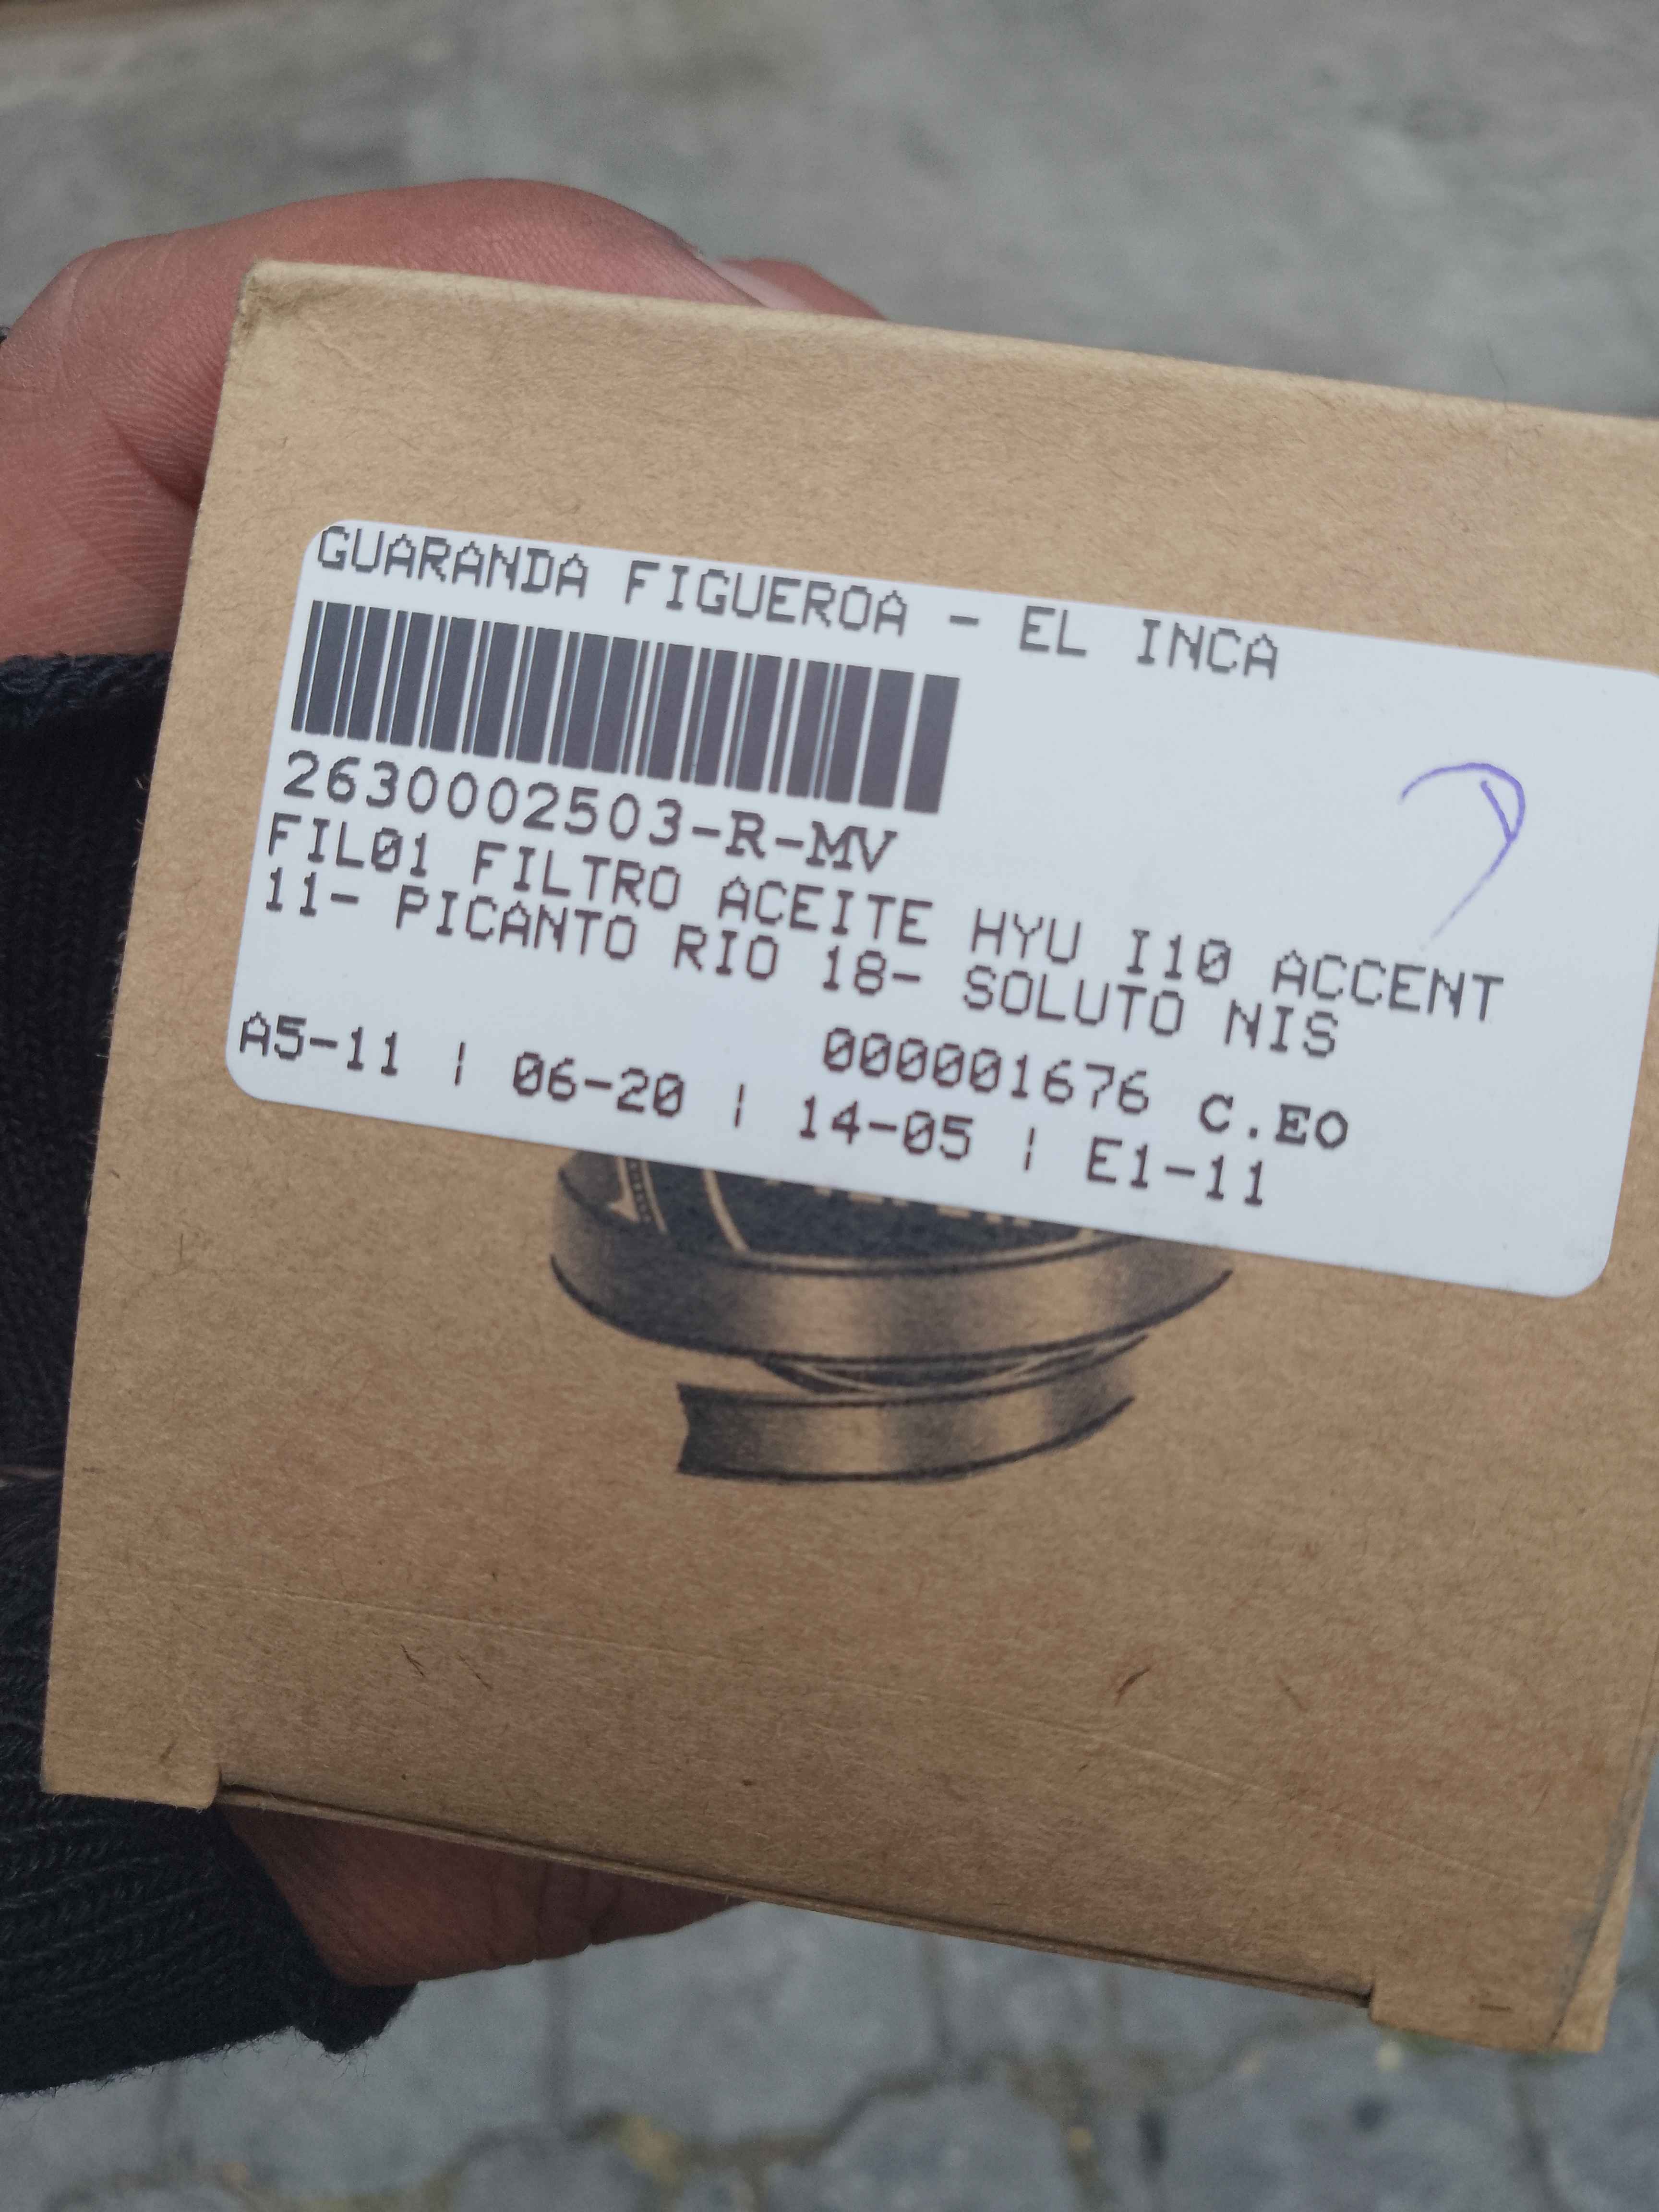 GUARANDA FIGUEROA - EL INCA
2630002503-R-MV
FIL01 FILTRO ACEITE HYU I10 ACCENT
11- PICANTO RIO 18- SOLUTO NIS
000001676 C.EO
A5-11 | 06-20 | 14-05 | E1-11